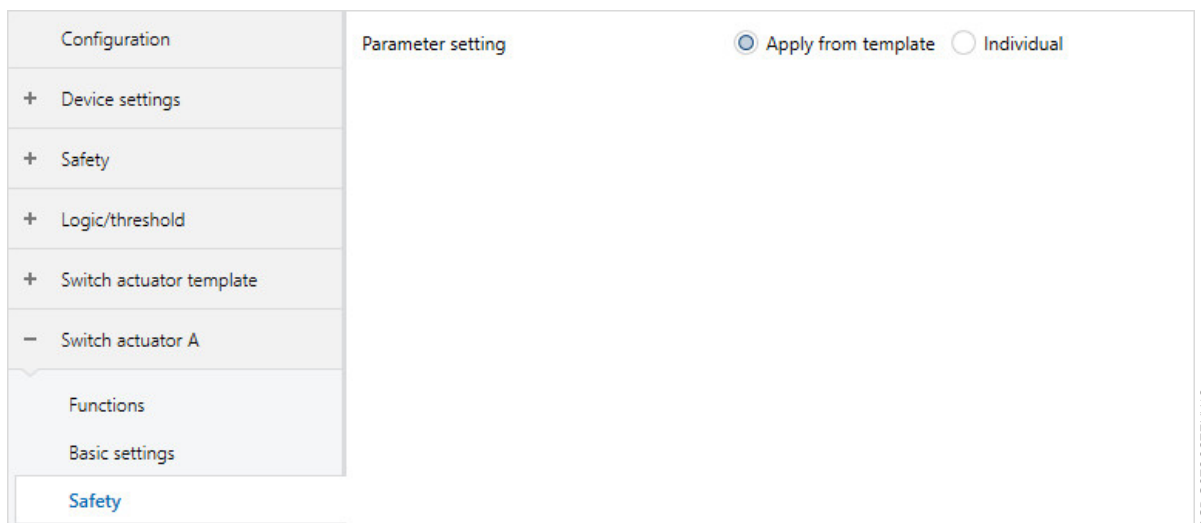 Configuration
Parameter setting
Apply from template
Individual
+ Device settings
+ Safety
+ Logic/threshold
+ Switch actuator template
− Switch actuator A
Functions
Basic settings
Safety